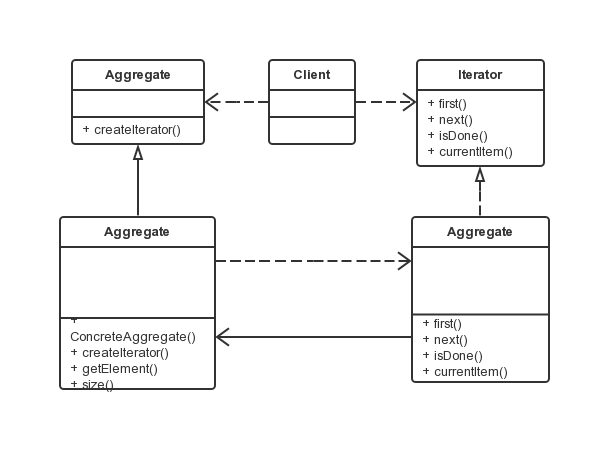 Aggregate
+ createIterator()
Client
Iterator
+ first()
+ next()
+ isDone()
+ currentItem()
Aggregate
+
ConcreteAggregate()
+ createIterator()
+ getElement()
+ size()
Aggregate
+ first()
+ next()
+ isDone()
+ currentItem()